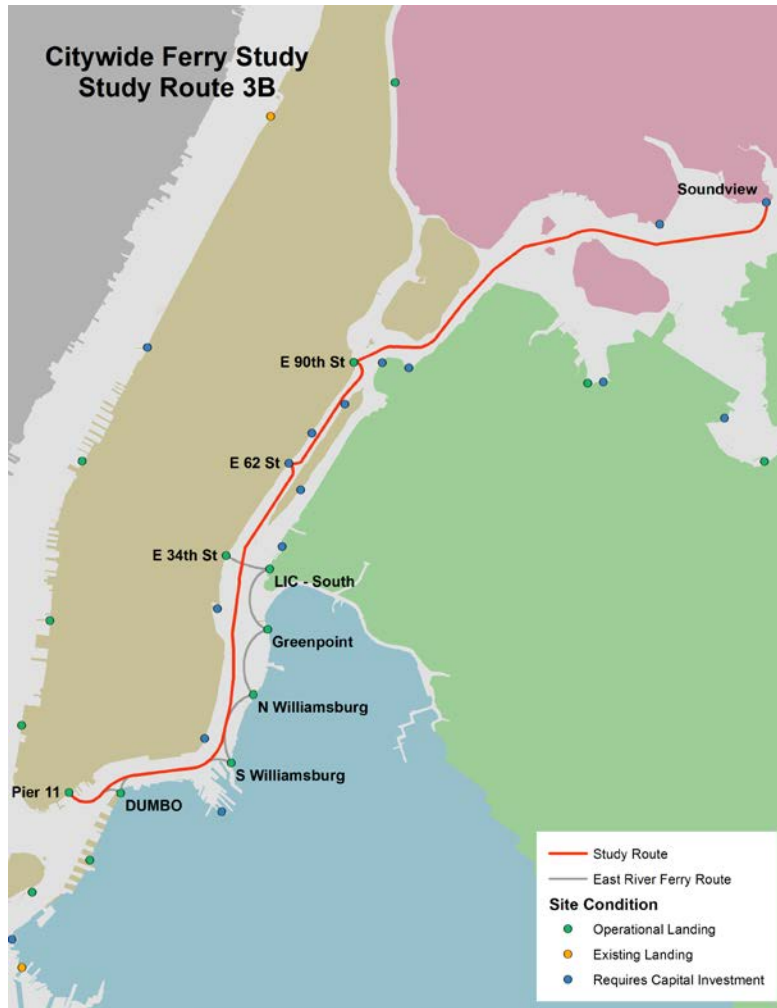 Citywide Ferry Study
Study Route 3B
Soundview
E 90th St
E 62 St
E 34th St
LIC - South
Greenpoint
N Williamsburg
S Williamsburg
Pier 11
DUMBO
Study Route
East River Ferry Route
Site Condition
Operational Landing
Existing Landing
Requires Capital Investment